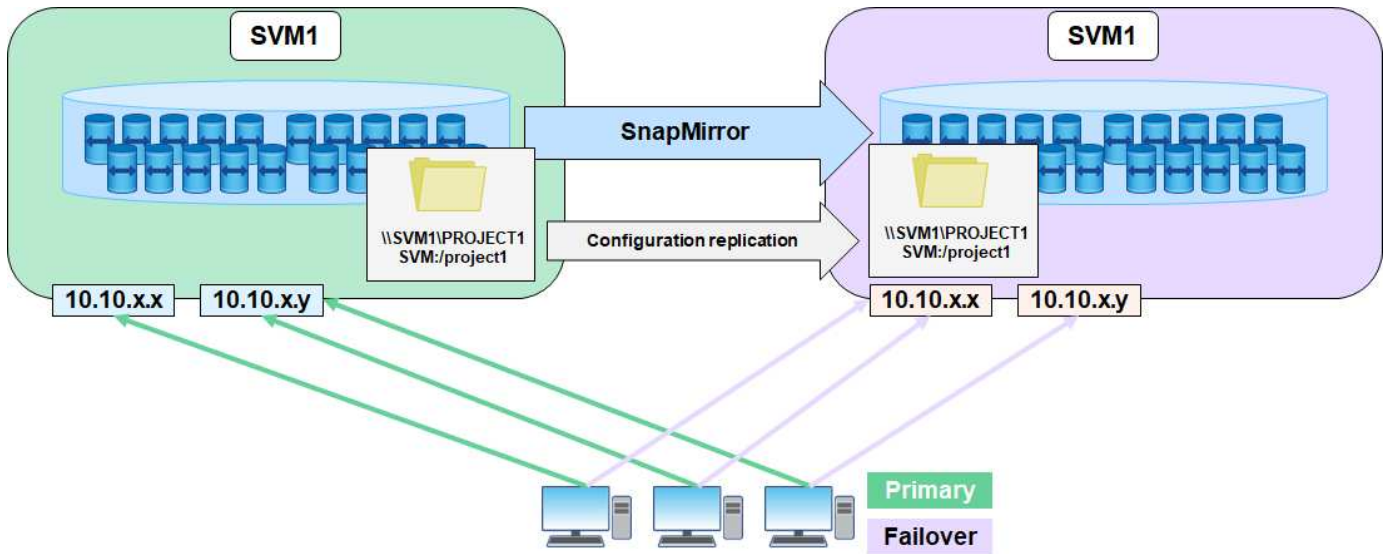 SVM1
SVM1
SnapMirror
\\SVM1\PROJECT1
SVM:/project1
Configuration replication
\\SVM1\PROJECT1
SVM:/project1
10.10.x.x
10.10.x.y
10.10.x.x
10.10.x.y
Primary
Failover